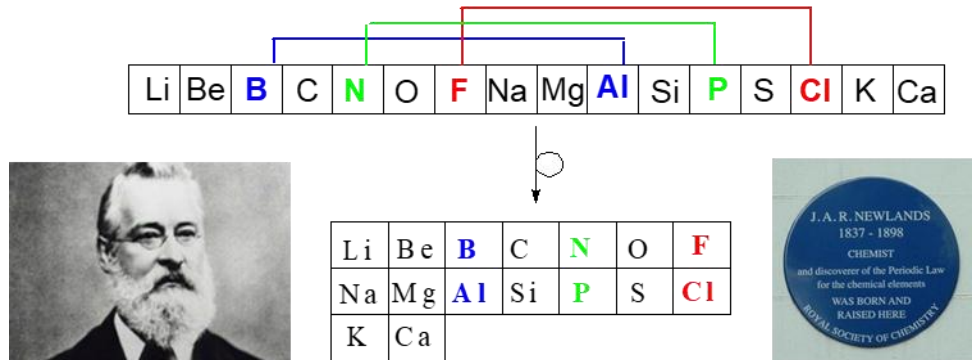 Li Be B C N O F Na Mg Al Si P S Cl K Ca
Li Be B C N O F
Na Mg Al Si P S Cl
K Ca
J.A.R. NEWLANDS
1837 - 1898
CHEMIST
and discoverer of the Periodic Law
for the chemical elements
WAS BORN AND
RAISED HERE
ROYAL SOCIETY OF CHEMISTRY